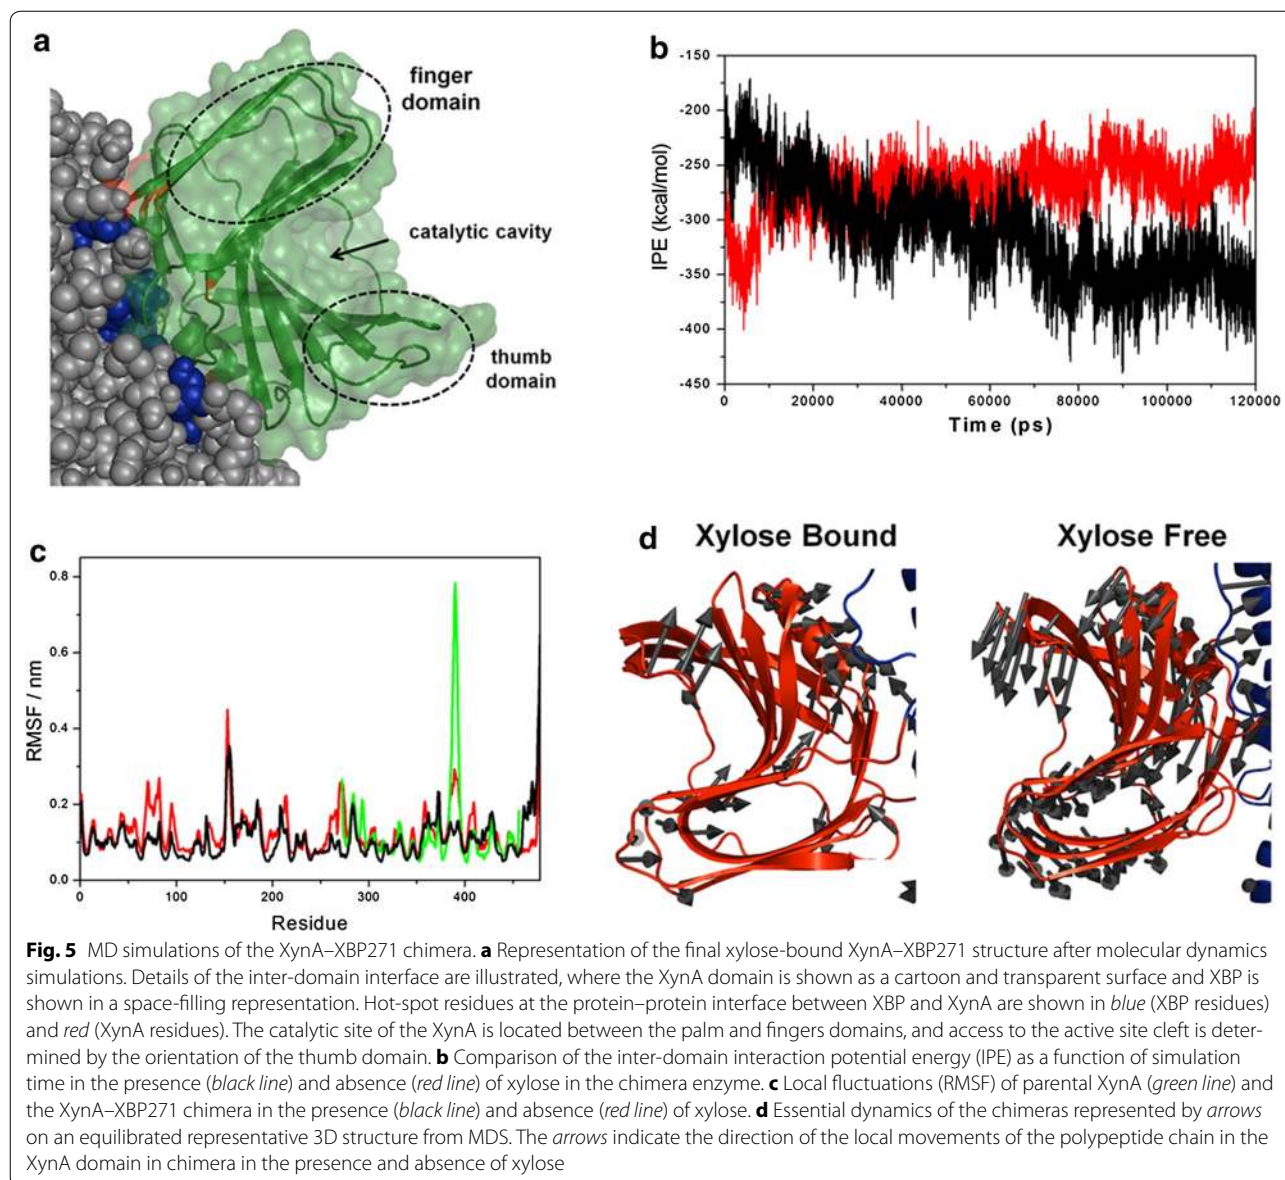 a
finger
domain
catalytic cavity
thumb
domain
b
-150
-200
-250
-300
-350
-400
-450
IPE (kcal/mol)
0
20000
40000
60000
80000
100000
120000
Time (ps)
c
0.8
0.6
0.4
0.2
0.0
RMSF / nm
0
100
200
300
400
Residue
d
Xylose Bound
Xylose Free
Fig. 5 MD simulations of the XynA–XBP271 chimera. a Representation of the final xylose-bound XynA–XBP271 structure after molecular dynamics
simulations. Details of the inter-domain interface are illustrated, where the XynA domain is shown as a cartoon and transparent surface and XBP is
shown in a space-filling representation. Hot-spot residues at the protein–protein interface between XBP and XynA are shown in blue (XBP residues)
and red (XynA residues). The catalytic site of the XynA is located between the palm and fingers domains, and access to the active site cleft is deter-
mined by the orientation of the thumb domain. b Comparison of the inter-domain interaction potential energy (IPE) as a function of simulation
time in the presence (black line) and absence (red line) of xylose in the chimera enzyme. c Local fluctuations (RMSF) of parental XynA (green line) and
the XynA–XBP271 chimera in the presence (black line) and absence (red line) of xylose. d Essential dynamics of the chimeras represented by arrows
on an equilibrated representative 3D structure from MDS. The arrows indicate the direction of the local movements of the polypeptide chain in the
XynA domain in chimera in the presence and absence of xylose